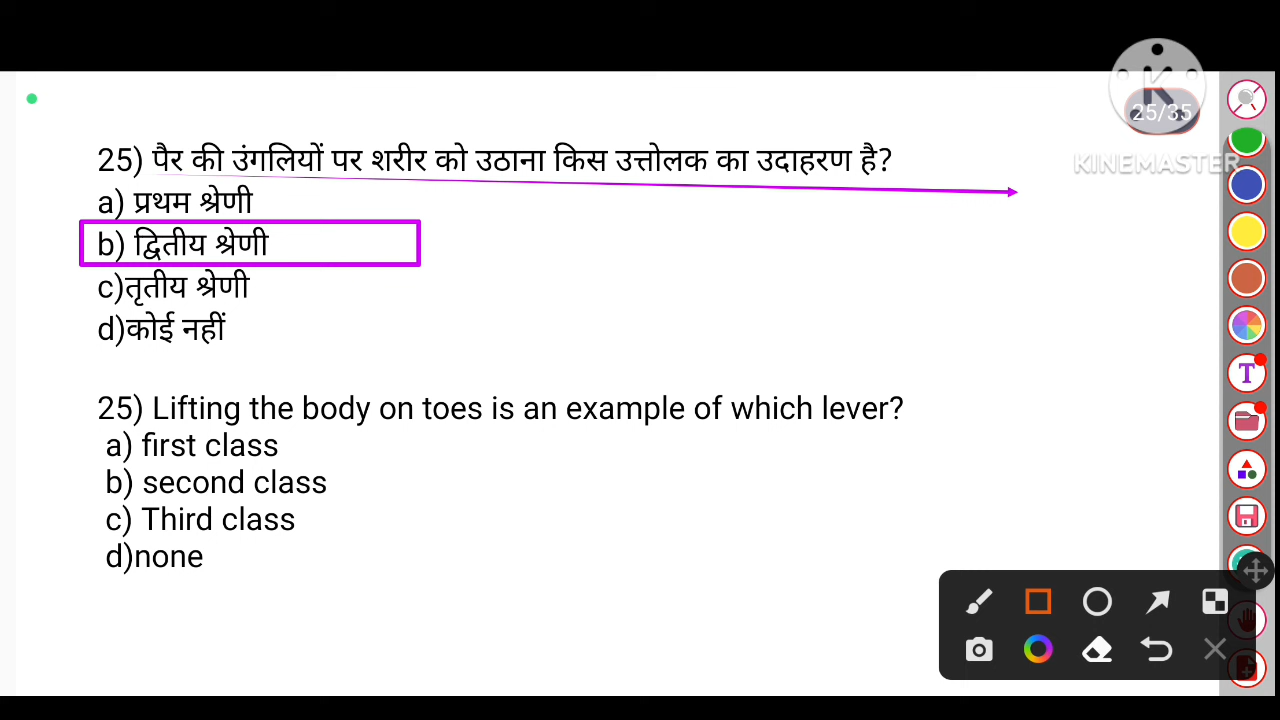 25/35
KINEMASTER
25) पैर की उंगलियों पर शरीर को उठाना किस उत्तोलक का उदाहरण है?
a) प्रथम श्रेणी
b) द्वितीय श्रेणी
c)तृतीय श्रेणी
d)कोई नहीं
25) Lifting the body on toes is an example of which lever?
a) first class
b) second class
c) Third class
d)none